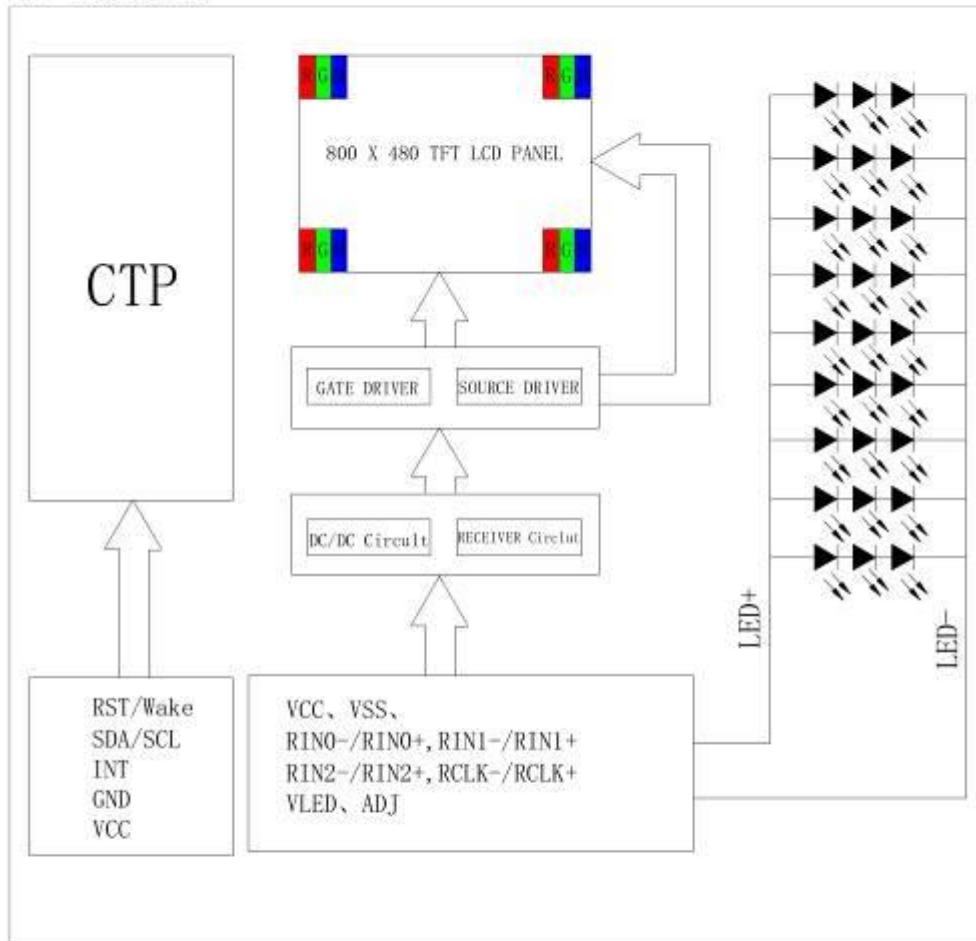 CTP
R G
R G
800 X 480 TFT LCD PANEL
R G
R G
GATE DRIVER
SOURCE DRIVER
DC/DC Circult
RECEIVER Circlut
LED+
LED-
RST/Wake
SDA/SCL
INT
GND
VCC
VCC、VSS、
RIN0-/RIN0+,RIN1-/RIN1+
RIN2-/RIN2+,RCLK-/RCLK+
VLED、ADJ